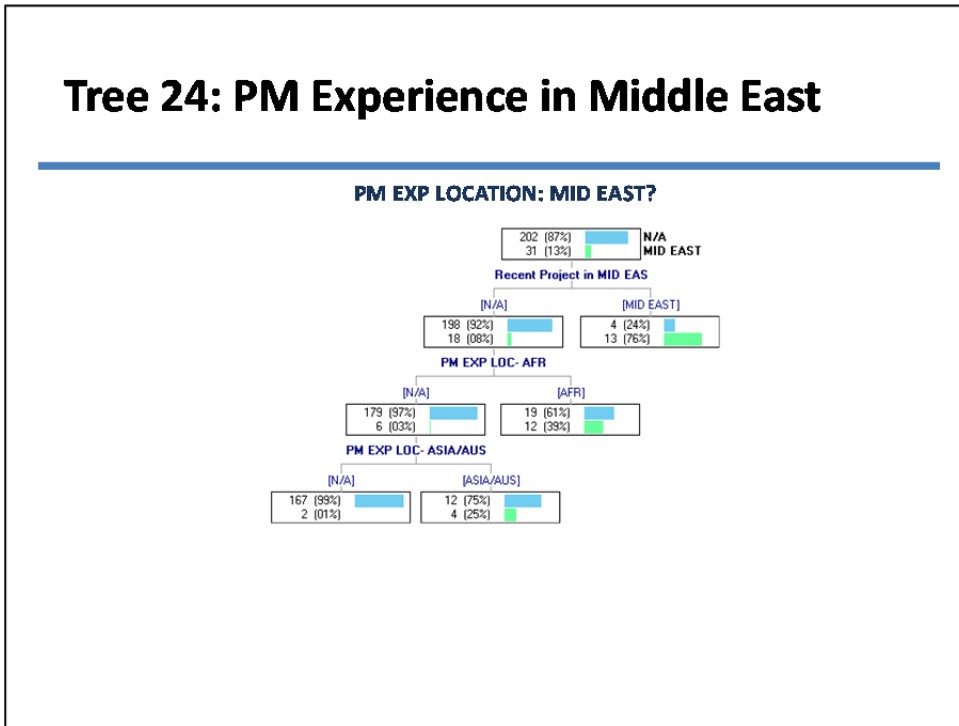 Tree 24: PM Experience in Middle East
PM EXP LOCATION: MID EAST?
202 (87%) N/A
31 (13%) MID EAST
Recent Project in MID EAS
[N/A] [MID EAST]
198 (92%) 4 (24%)
18 (08%) 13 (76%)
PM EXP LOC- AFR
[N/A] [AFR]
179 (97%) 19 (61%)
6 (03%) 12 (39%)
PM EXP LOC- ASIA/AUS
[N/A] [ASIA/AUS]
167 (99%) 12 (75%)
2 (01%) 4 (25%)